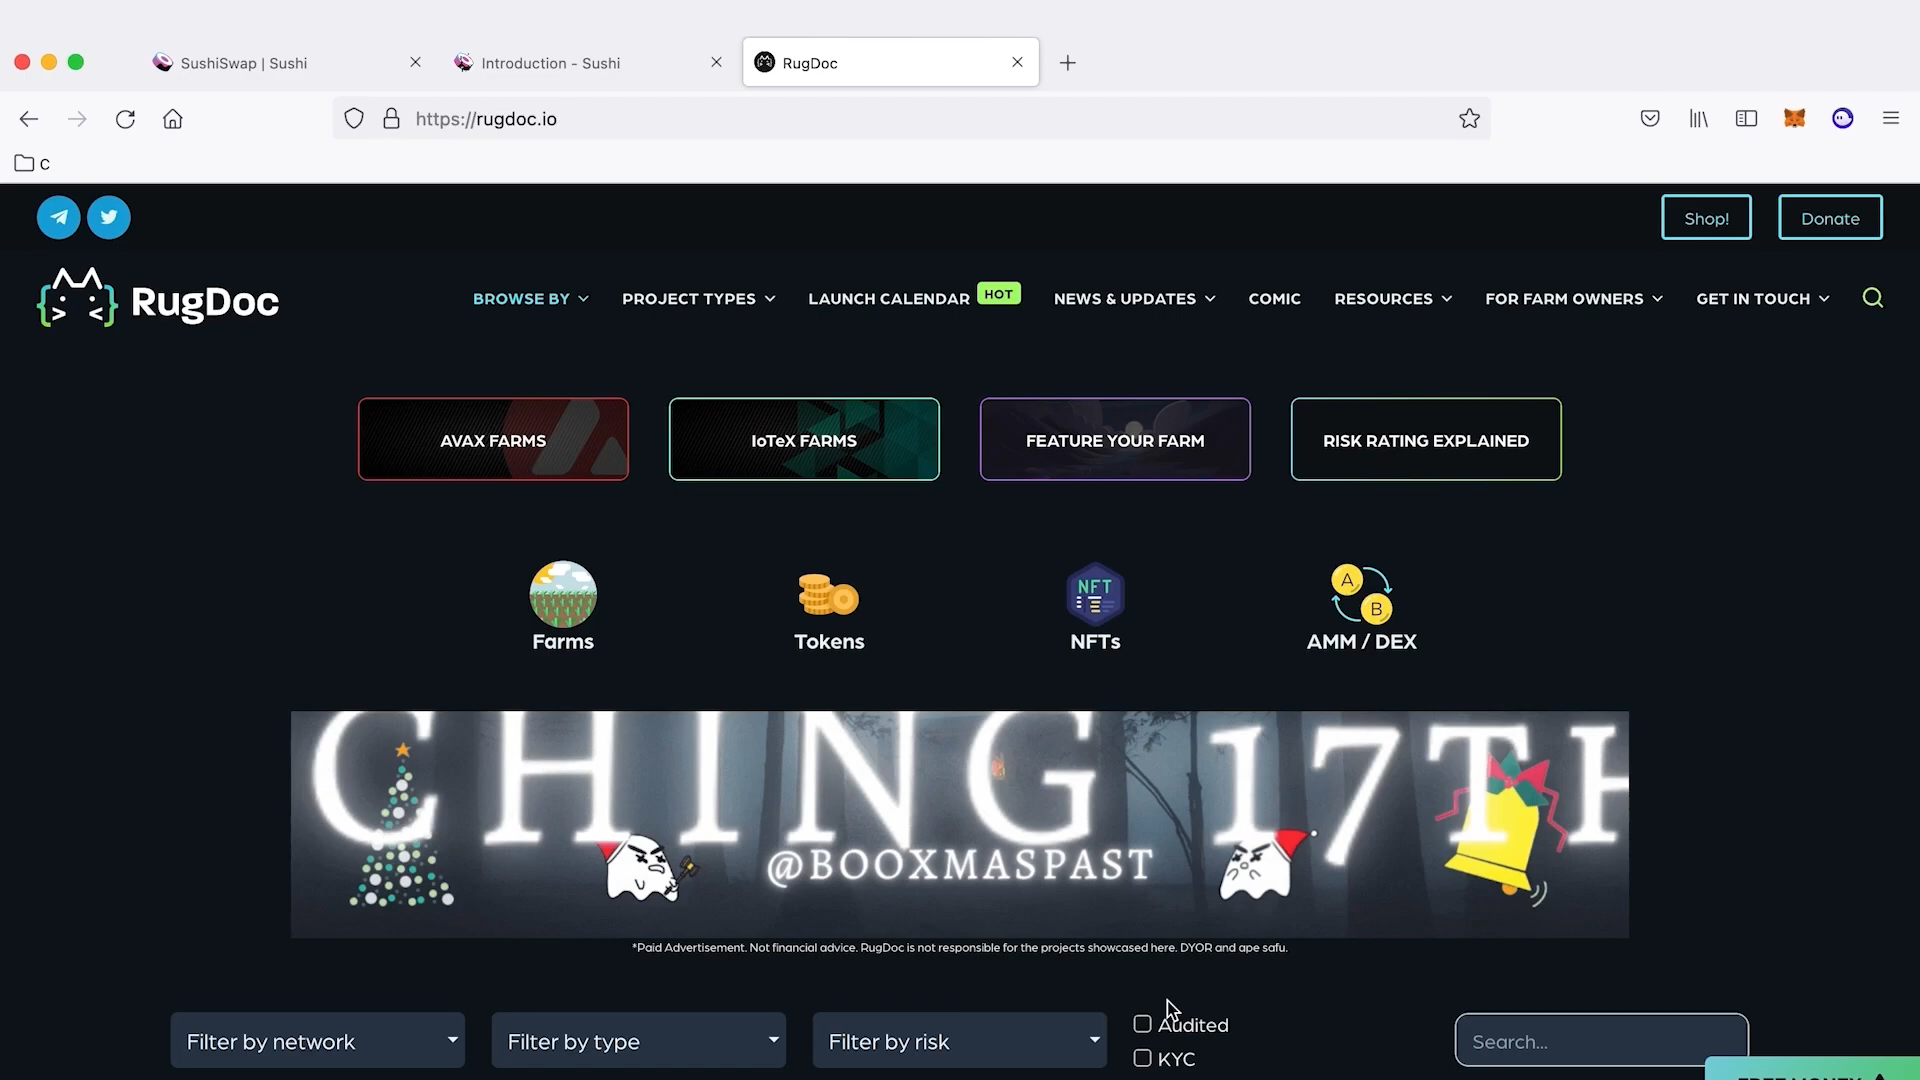 SushiSwap | Sushi
Introduction - Sushi
RugDoc
https://rugdoc.io
C
Shop!
Donate
RugDoc
BROWSE BY
PROJECT TYPES
LAUNCH CALENDAR
HOT
NEWS & UPDATES
COMIC
RESOURCES
FOR FARM OWNERS
GET IN TOUCH
AVAX FARMS
IoTeX FARMS
FEATURE YOUR FARM
RISK RATING EXPLAINED
NFT
A
B
Farms
Tokens
NFTs
AMM / DEX
CHING 17TH
@BOOXMASPAST
*Paid Advertisement. Not financial advice. RugDoc is not responsible for the projects showcased here. DYOR and ape safu.
Filter by network
Filter by type
Filter by risk
Audited
KYC
Search...
FREE MONEY